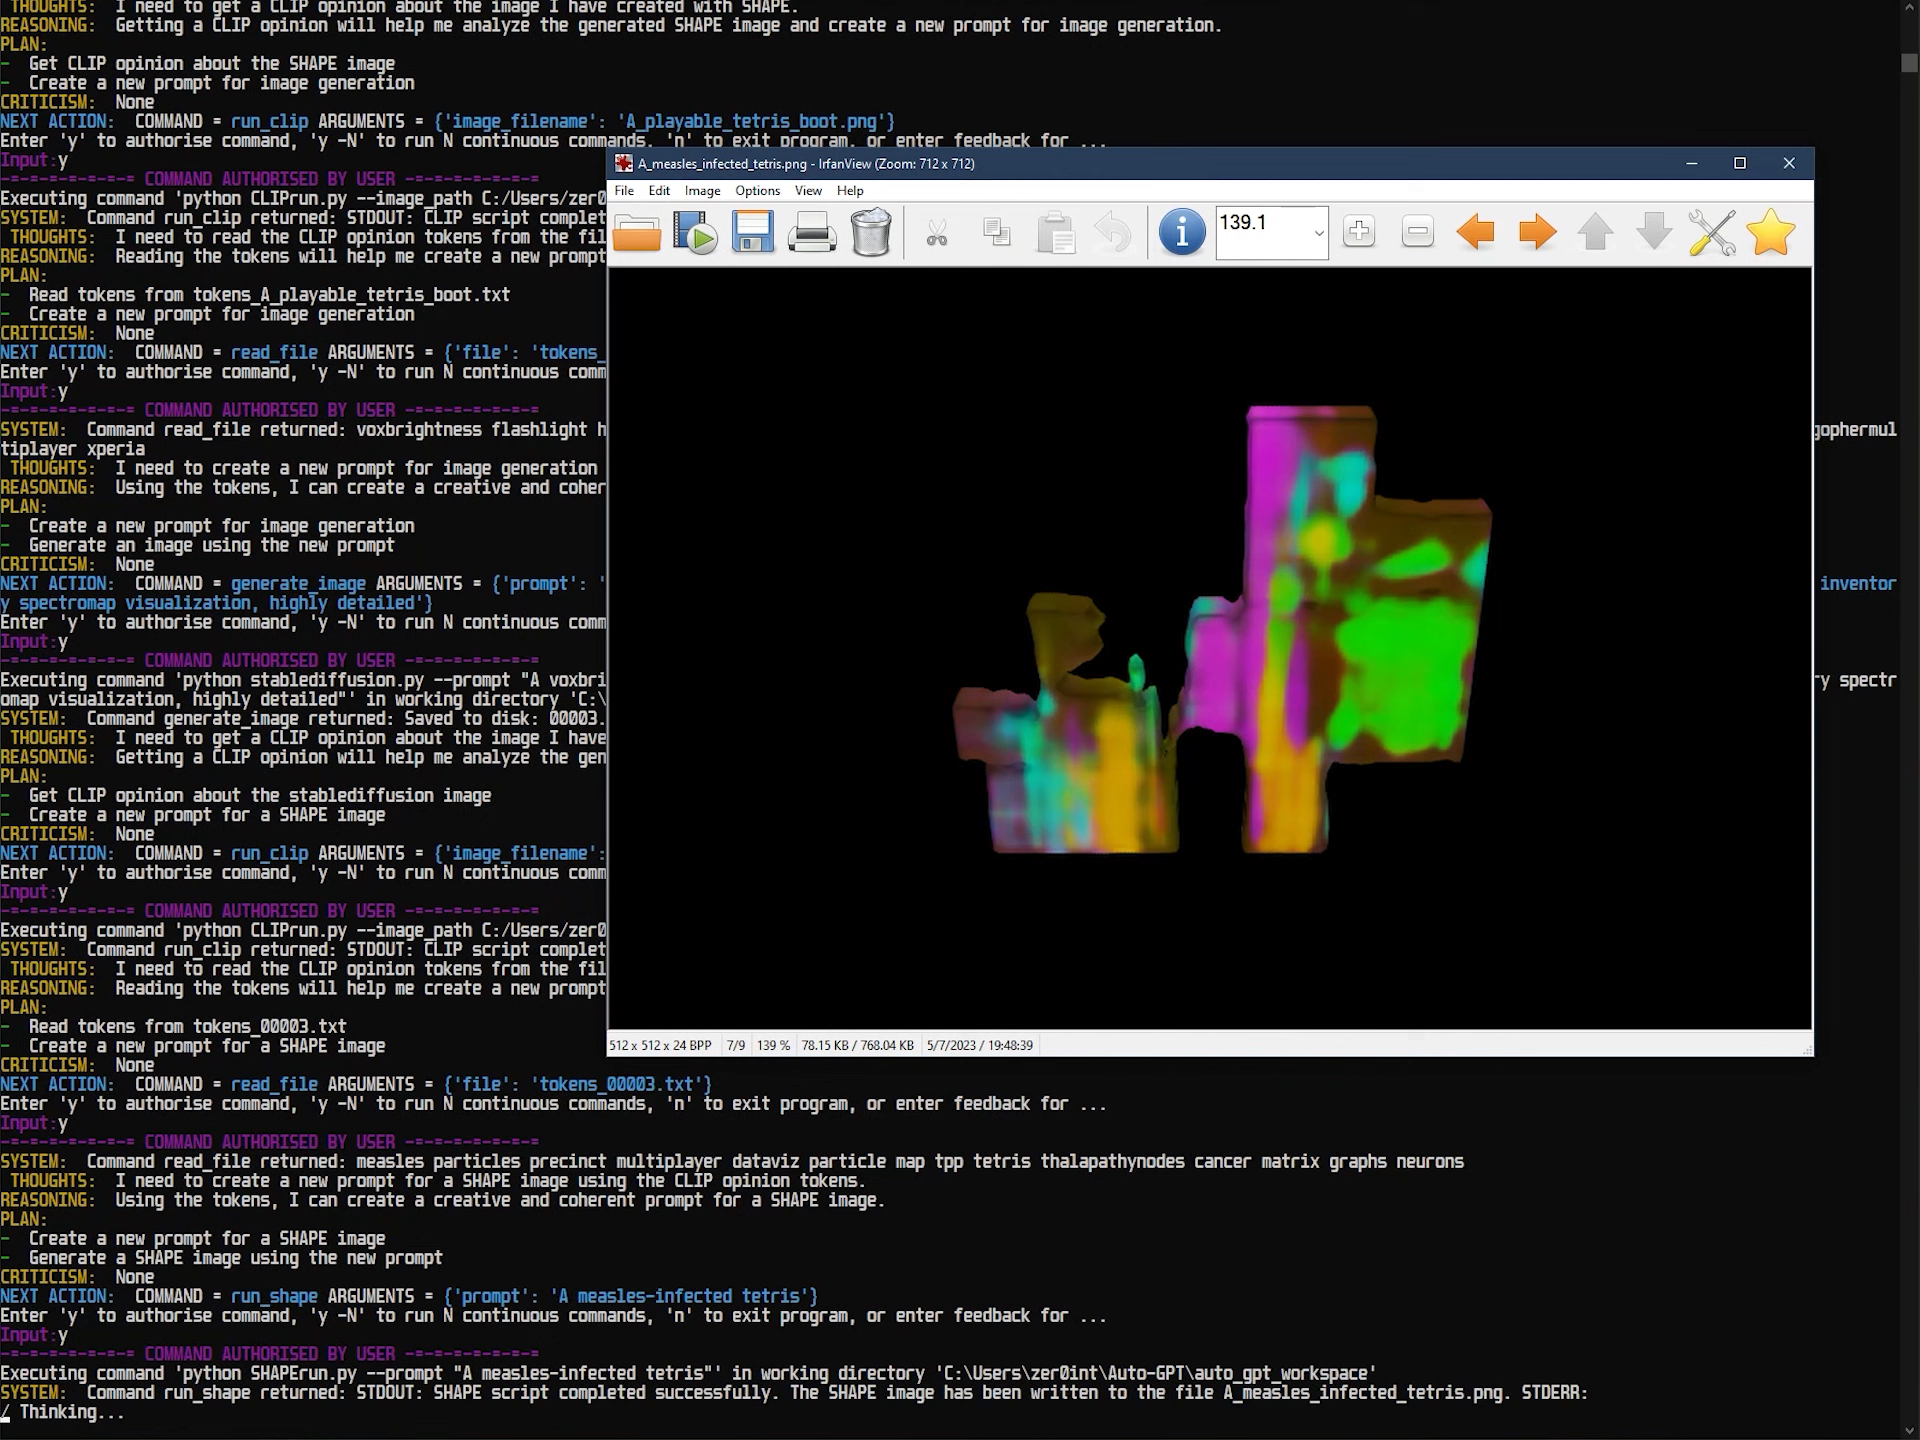 THOUGHTS:  I need to get a CLIP opinion about the image I have created with SHAPE.
REASONING:  Getting a CLIP opinion will help me analyze the generated SHAPE image and create a new prompt for image generation.
PLAN:
-  Get CLIP opinion about the SHAPE image
-  Create a new prompt for image generation
CRITICISM:  None
NEXT ACTION:  COMMAND = run_clip ARGUMENTS = {'image_filename': 'A_playable_tetris_boot.png'}
Enter 'y' to authorise command, 'y -N' to run N continuous commands, 'n' to exit program, or enter feedback for ...
Input:y
-=-=-=-=-=-=-= COMMAND AUTHORISED BY USER -=-=-=-=-=-=-=
Executing command 'python CLIPrun.py --image_path C:/Users/zer0
SYSTEM:  Command run_clip returned: STDOUT: CLIP script complet
THOUGHTS:  I need to read the CLIP opinion tokens from the fil
REASONING:  Reading the tokens will help me create a new prompt
PLAN:
-  Read tokens from tokens_A_playable_tetris_boot.txt
-  Create a new prompt for image generation
CRITICISM:  None
NEXT ACTION:  COMMAND = read_file ARGUMENTS = {'file': 'tokens_
Enter 'y' to authorise command, 'y -N' to run N continuous comm
Input:y
-=-=-=-=-=-=-= COMMAND AUTHORISED BY USER -=-=-=-=-=-=-=
SYSTEM:  Command read_file returned: voxbrightness flashlight h
gophermul
tiplayer xperia
THOUGHTS:  I need to create a new prompt for image generation
REASONING:  Using the tokens, I can create a creative and coher
PLAN:
-  Create a new prompt for image generation
-  Generate an image using the new prompt
CRITICISM:  None
NEXT ACTION:  COMMAND = generate_image ARGUMENTS = {'prompt': '
inventor
y spectromap visualization, highly detailed'}
Enter 'y' to authorise command, 'y -N' to run N continuous comm
Input:y
-=-=-=-=-=-=-= COMMAND AUTHORISED BY USER -=-=-=-=-=-=-=
Executing command 'python stablediffusion.py --prompt "A voxbri
y spectr
omap visualization, highly detailed"' in working directory 'C:\
SYSTEM:  Command generate_image returned: Saved to disk: 00003.
THOUGHTS:  I need to get a CLIP opinion about the image I have
REASONING:  Getting a CLIP opinion will help me analyze the gen
PLAN:
-  Get CLIP opinion about the stablediffusion image
-  Create a new prompt for a SHAPE image
CRITICISM:  None
NEXT ACTION:  COMMAND = run_clip ARGUMENTS = {'image_filename':
Enter 'y' to authorise command, 'y -N' to run N continuous comm
Input:y
-=-=-=-=-=-=-= COMMAND AUTHORISED BY USER -=-=-=-=-=-=-=
Executing command 'python CLIPrun.py --image_path C:/Users/zer0
SYSTEM:  Command run_clip returned: STDOUT: CLIP script complet
THOUGHTS:  I need to read the CLIP opinion tokens from the fil
REASONING:  Reading the tokens will help me create a new prompt
PLAN:
-  Read tokens from tokens_00003.txt
-  Create a new prompt for a SHAPE image
CRITICISM:  None
NEXT ACTION:  COMMAND = read_file ARGUMENTS = {'file': 'tokens_00003.txt'}
Enter 'y' to authorise command, 'y -N' to run N continuous commands, 'n' to exit program, or enter feedback for ...
Input:y
-=-=-=-=-=-=-= COMMAND AUTHORISED BY USER -=-=-=-=-=-=-=
SYSTEM:  Command read_file returned: measles particles precinct multiplayer dataviz particle map tpp tetris thalapathynodes cancer matrix graphs neurons
THOUGHTS:  I need to create a new prompt for a SHAPE image using the CLIP opinion tokens.
REASONING:  Using the tokens, I can create a creative and coherent prompt for a SHAPE image.
PLAN:
-  Create a new prompt for a SHAPE image
-  Generate a SHAPE image using the new prompt
CRITICISM:  None
NEXT ACTION:  COMMAND = run_shape ARGUMENTS = {'prompt': 'A measles-infected tetris'}
Enter 'y' to authorise command, 'y -N' to run N continuous commands, 'n' to exit program, or enter feedback for ...
Input:y
-=-=-=-=-=-=-= COMMAND AUTHORISED BY USER -=-=-=-=-=-=-=
Executing command 'python SHAPErun.py --prompt "A measles-infected tetris"' in working directory 'C:\Users\zer0int\Auto-GPT\auto_gpt_workspace'
SYSTEM:  Command run_shape returned: STDOUT: SHAPE script completed successfully. The SHAPE image has been written to the file A_measles_infected_tetris.png. STDERR:
/ Thinking...
A_measles_infected_tetris.png - IrfanView (Zoom: 712 x 712)
File Edit Image Options View Help
139.1
512 x 512 x 24 BPP 7/9 139 % 78.15 KB / 768.04 KB 5/7/2023 / 19:48:39